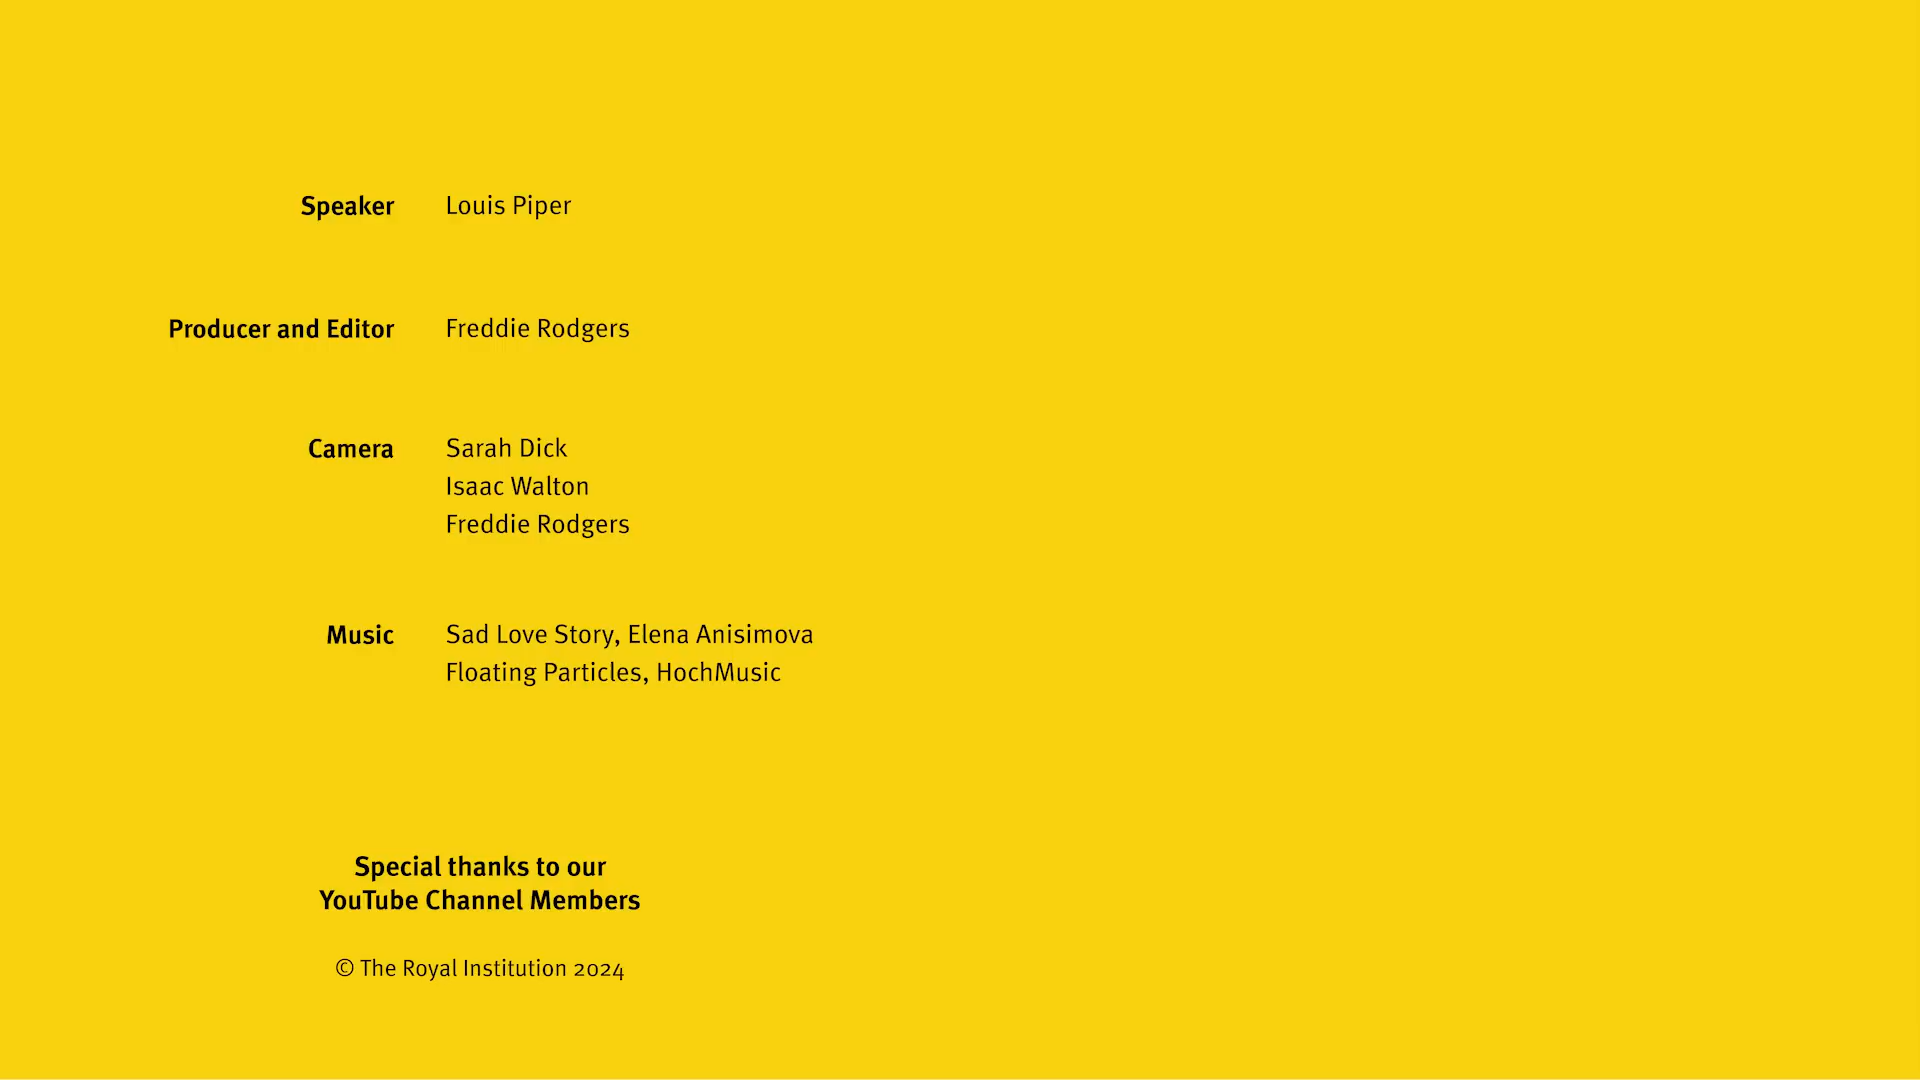 Speaker Louis Piper
Producer and Editor Freddie Rodgers
Camera Sarah Dick
Isaac Walton
Freddie Rodgers
Music Sad Love Story, Elena Anisimova
Floating Particles, HochMusic
Special thanks to our
YouTube Channel Members
© The Royal Institution 2024